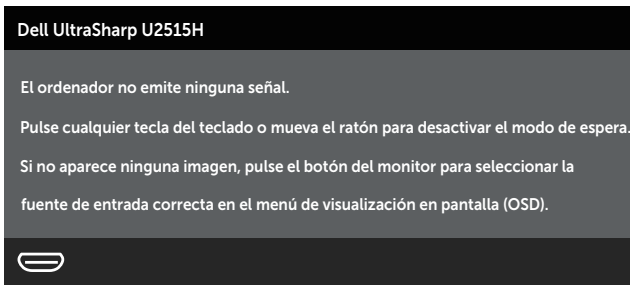 Dell UltraSharp U2515H
El ordenador no emite ninguna señal.
Pulse cualquier tecla del teclado o mueva el ratón para desactivar el modo de espera.
Si no aparece ninguna imagen, pulse el botón del monitor para seleccionar la
fuente de entrada correcta en el menú de visualización en pantalla (OSD).